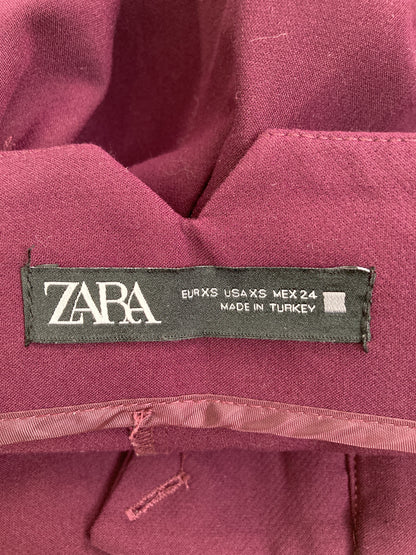 ZARA
EUR XS USA XS MEX 24
MADE IN TURKEY